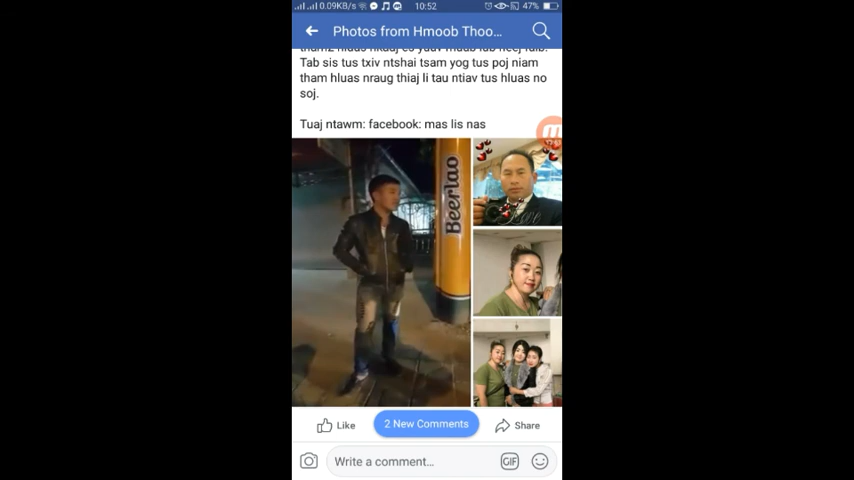 0.09KB/s
10:52
47%
Photos from Hmoob Thoo...
Tab sis tus txiv ntshai tsam yog tus poj niam
tham hluas nraug thiaj li tau ntiav tus hluas no
soj.
Tuaj ntawm: facebook: mas lis nas
Beerlao
Like
2 New Comments
Share
Write a comment...
GIF